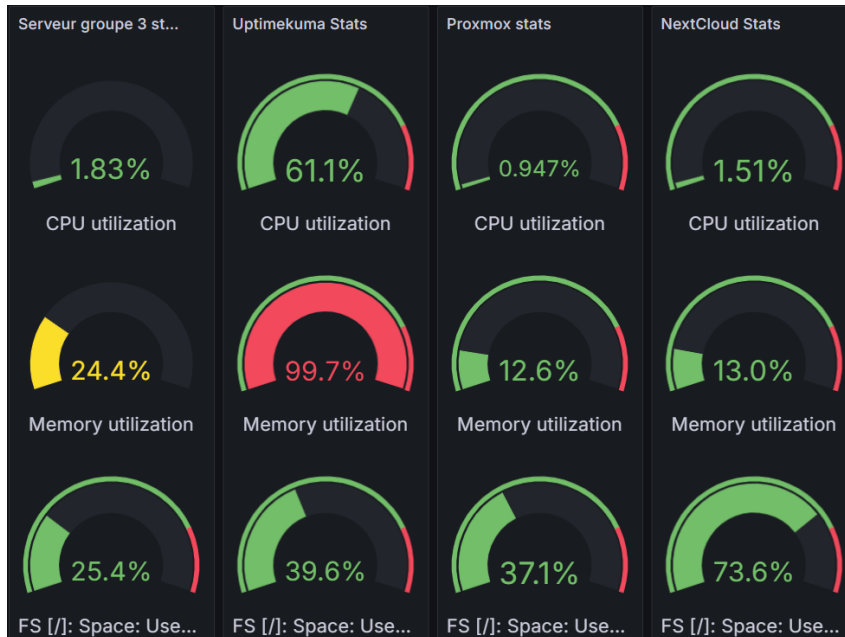 Serveur groupe 3 st...
Uptimekuma Stats
Proxmox stats
NextCloud Stats
1.83%
61.1%
0.947%
1.51%
CPU utilization
CPU utilization
CPU utilization
CPU utilization
24.4%
99.7%
12.6%
13.0%
Memory utilization
Memory utilization
Memory utilization
Memory utilization
25.4%
39.6%
37.1%
73.6%
FS [/]: Space: Use...
FS [/]: Space: Use...
FS [/]: Space: Use...
FS [/]: Space: Use...